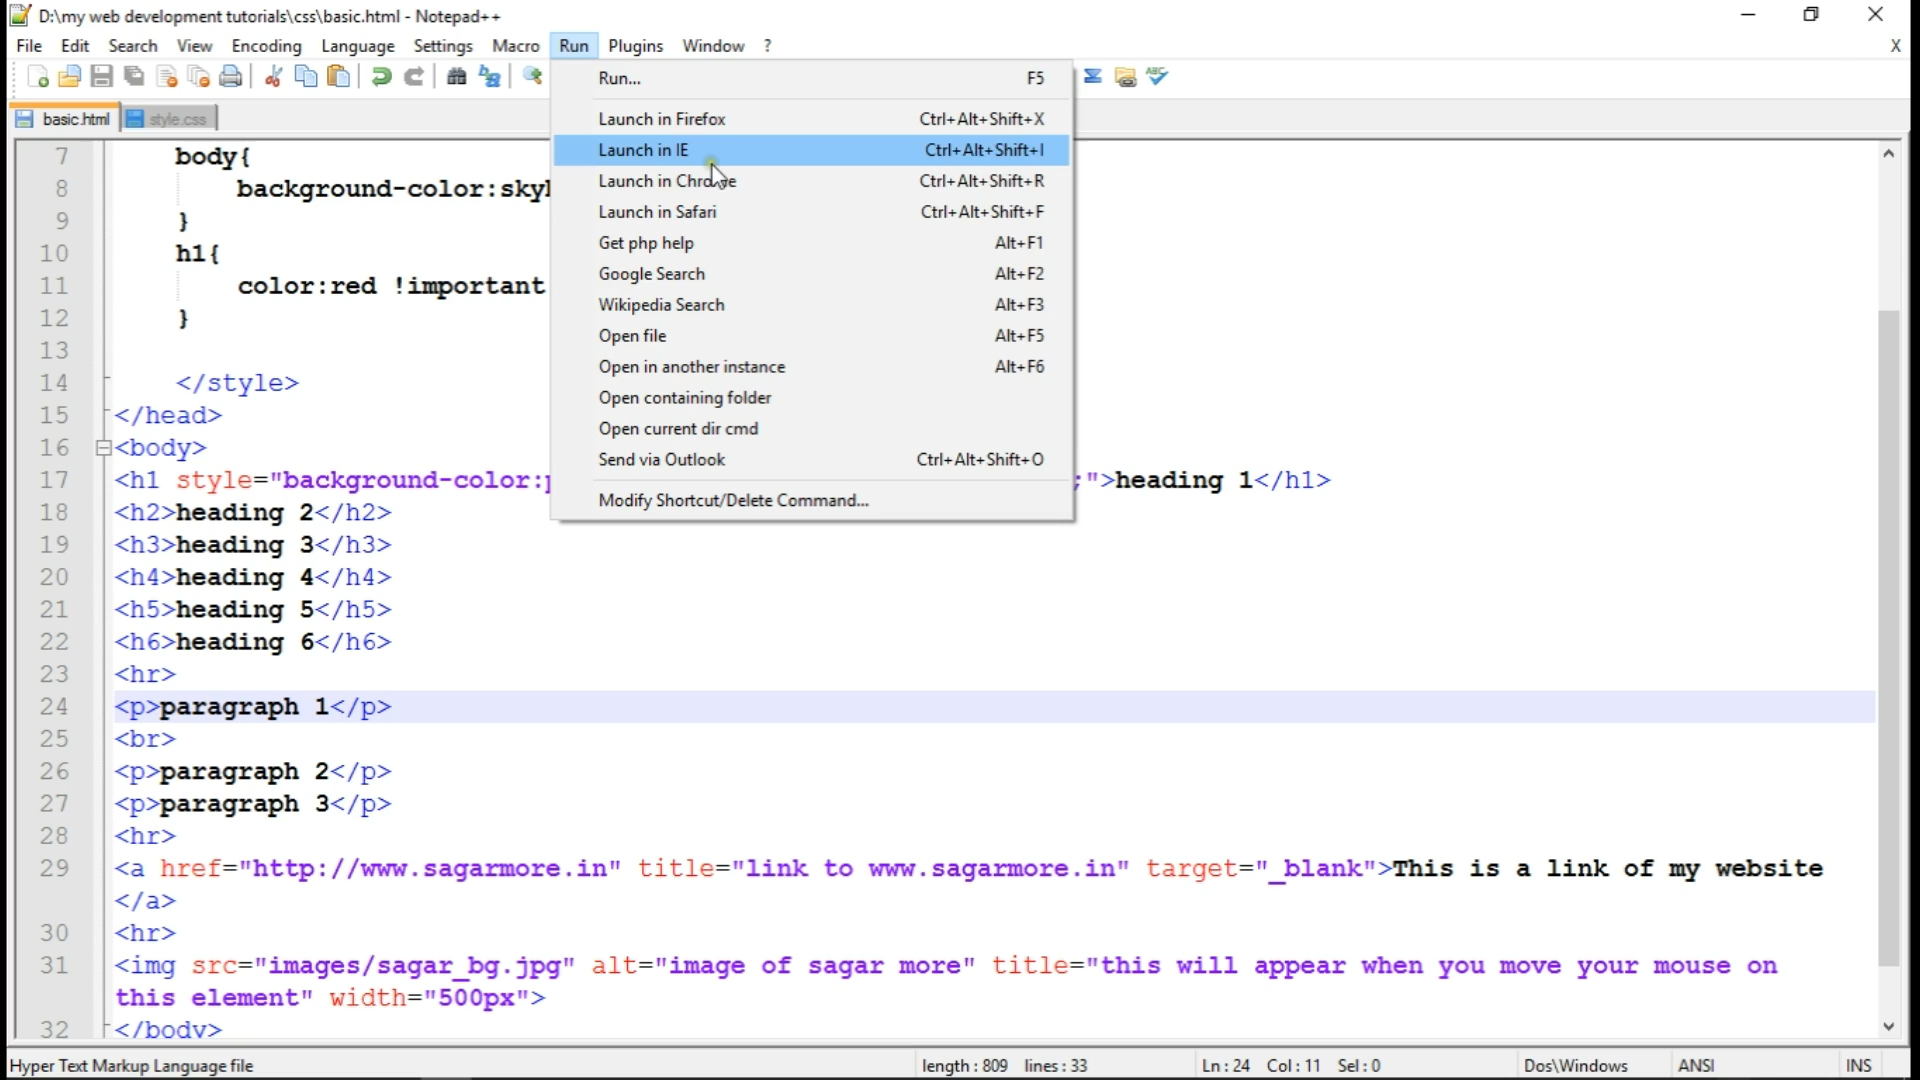 D:\my web development tutorials\css\basic.html - Notepad++
File Edit Search View Encoding Language Settings Macro Run Plugins Window ? X
Run... F5
Launch in Firefox Ctrl+Alt+Shift+X
Launch in IE Ctrl+Alt+Shift+I
Launch in Chrome Ctrl+Alt+Shift+R
Launch in Safari Ctrl+Alt+Shift+F
Get php help Alt+F1
Google Search Alt+F2
Wikipedia Search Alt+F3
Open file Alt+F5
Open in another instance Alt+F6
Open containing folder
Open current dir cmd
Send via Outlook Ctrl+Alt+Shift+O
Modify Shortcut/Delete Command...
basic.html style.css
7 body{
8 background-color:sky
9 }
10 h1{
11 color:red !important
12 }
13
14 </style>
15 </head>
16 <body>
17 <h1 style="background-color: ;">heading 1</h1>
18 <h2>heading 2</h2>
19 <h3>heading 3</h3>
20 <h4>heading 4</h4>
21 <h5>heading 5</h5>
22 <h6>heading 6</h6>
23 <hr>
24 <p>paragraph 1</p>
25 <br>
26 <p>paragraph 2</p>
27 <p>paragraph 3</p>
28 <hr>
29 <a href="http://www.sagarmore.in" title="link to www.sagarmore.in" target="_blank">This is a link of my website
</a>
30 <hr>
31 <img src="images/sagar_bg.jpg" alt="image of sagar more" title="this will appear when you move your mouse on
this element" width="500px">
32 </body>
Hyper Text Markup Language file length : 809 lines : 33 Ln : 24 Col : 11 Sel : 0 Dos\Windows ANSI INS